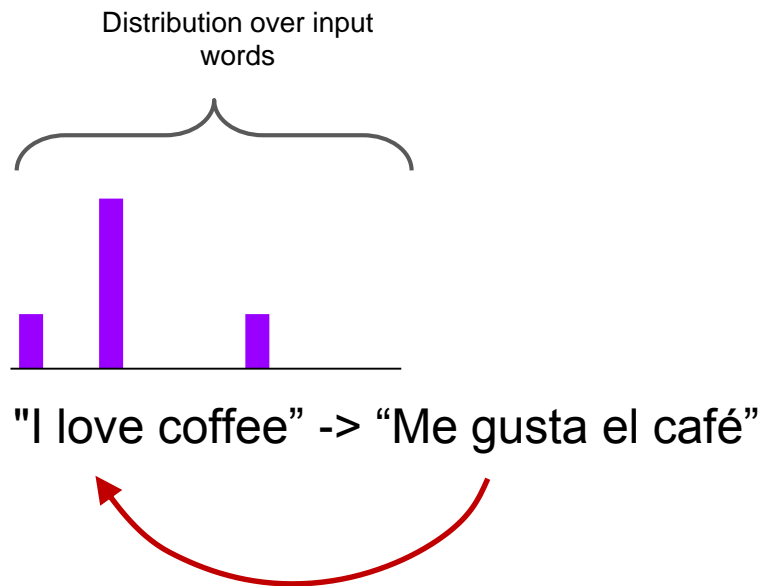 Distribution over input
words
"I love coffee” -> “Me gusta el café”